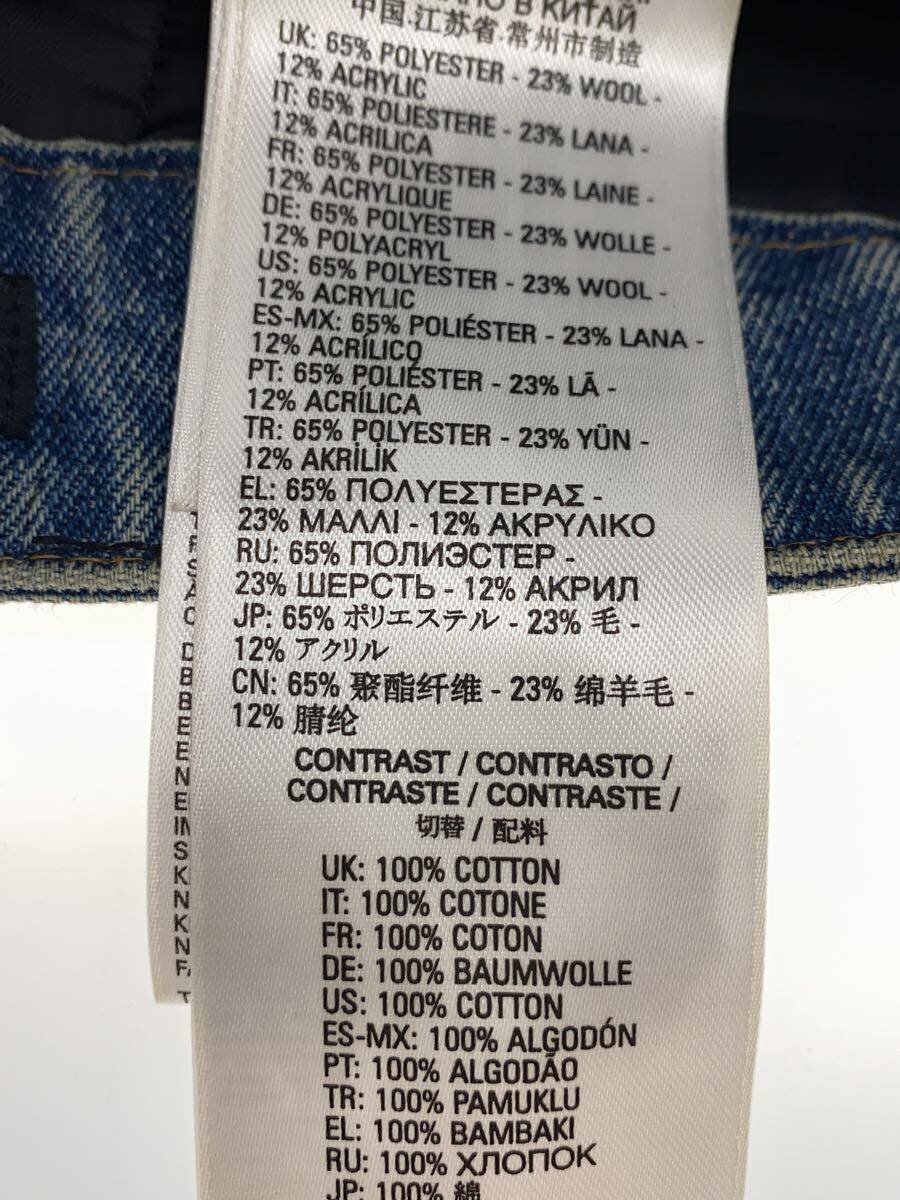 В КИТАЙ
中国.江苏省.常州市制造
UK: 65% POLYESTER - 23% WOOL -
12% ACRYLIC
IT: 65% POLIESTERE - 23% LANA -
12% ACRILICA
FR: 65% POLYESTER - 23% LAINE -
12% ACRYLIQUE
DE: 65% POLYESTER - 23% WOLLE -
12% POLYACRYL
US: 65% POLYESTER - 23% WOOL -
12% ACRYLIC
ES-MX: 65% POLIÉSTER - 23% LANA -
12% ACRÍLICO
PT: 65% POLIÉSTER - 23% LÃ -
12% ACRÍLICA
TR: 65% POLYESTER - 23% YÜN -
12% AKRİLİK
EL: 65% ΠΟΛΥΕΣΤΕΡΑΣ -
23% ΜΑΛΛΙ - 12% ΑΚΡΥΛΙΚΟ
RU: 65% ПОЛИЭСТЕР -
23% ШЕРСТЬ - 12% АКРИЛ
JP: 65% ポリエステル - 23% 毛 -
12% アクリル
CN: 65% 聚酯纤维 - 23% 绵羊毛 -
12% 腈纶
CONTRAST / CONTRASTO /
CONTRASTE / CONTRASTE /
切替 / 配料
UK: 100% COTTON
IT: 100% COTONE
FR: 100% COTON
DE: 100% BAUMWOLLE
US: 100% COTTON
ES-MX: 100% ALGODÓN
PT: 100% ALGODÃO
TR: 100% PAMUKLU
EL: 100% ΒΑΜΒΑΚΙ
RU: 100% ХЛОПОК
JP: 100% 綿